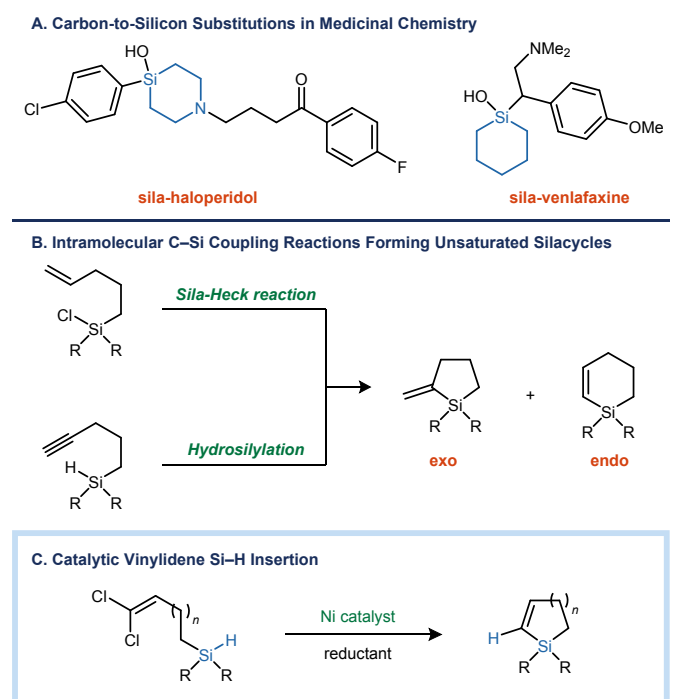 A. Carbon-to-Silicon Substitutions in Medicinal Chemistry
HO
Si
Cl
N
O
F
sila-haloperidol
NMe2
HO
Si
OMe
sila-venlafaxine
B. Intramolecular C–Si Coupling Reactions Forming Unsaturated Silacycles
Cl
Si
R R
Sila-Heck reaction
H
Si
R R
Hydrosilylation
Si
R R
exo
+
Si
R R
endo
C. Catalytic Vinylidene Si–H Insertion
Cl
Cl
( )n
H
Si
R R
Ni catalyst
reductant
( )n
H
Si
R R